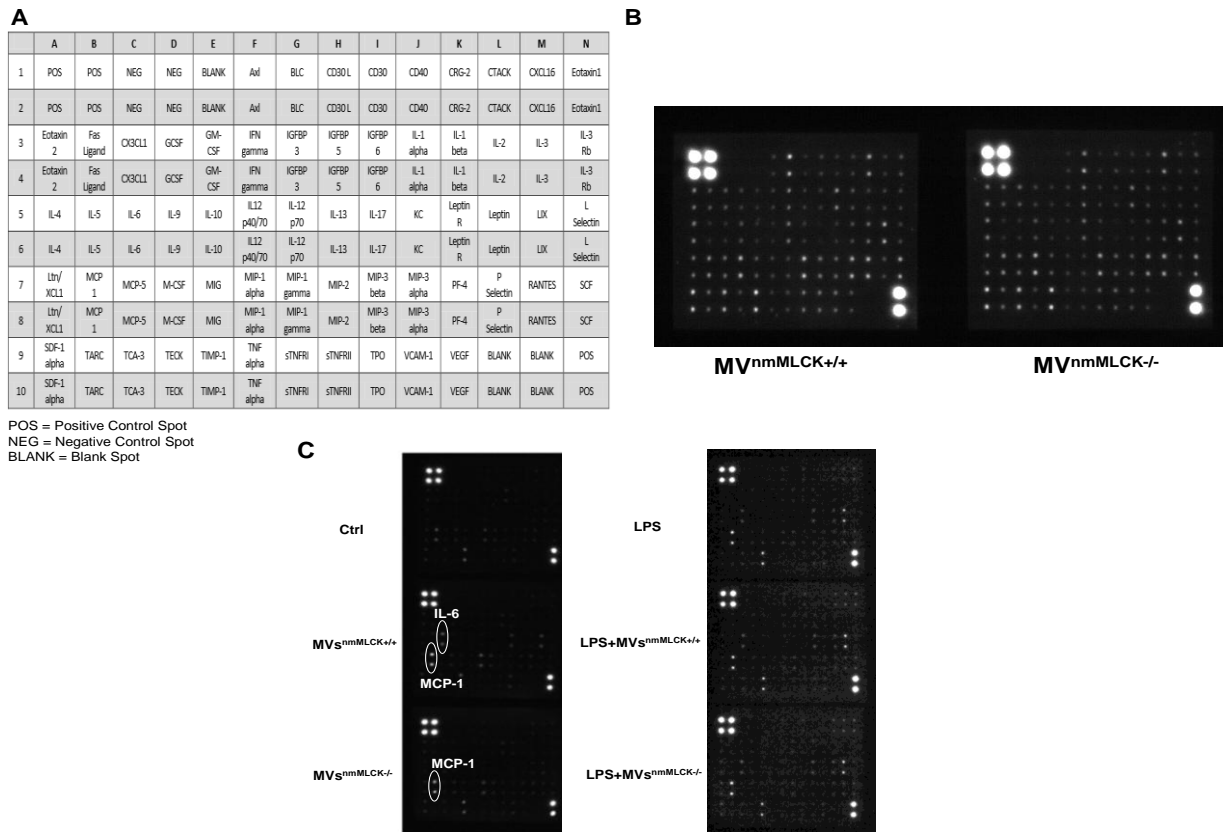 A
A B C D E F G H I J K L M N
1 POS POS NEG NEG BLANK Axl BLC CD30 L CD30 CD40 CRG-2 CTACK CXCL16 Eotaxin1
2 POS POS NEG NEG BLANK Axl BLC CD30 L CD30 CD40 CRG-2 CTACK CXCL16 Eotaxin1
3 Eotaxin 2 Fas Ligand CX3CL1 GCSF GM-CSF IFN gamma IGFBP 3 IGFBP 5 IGFBP 6 IL-1 alpha IL-1 beta IL-2 IL-3 IL-3 Rb
4 Eotaxin 2 Fas Ligand CX3CL1 GCSF GM-CSF IFN gamma IGFBP 3 IGFBP 5 IGFBP 6 IL-1 alpha IL-1 beta IL-2 IL-3 IL-3 Rb
5 IL-4 IL-5 IL-6 IL-9 IL-10 IL12 p40/70 IL-12 p70 IL-13 IL-17 KC Leptin R Leptin LIX L Selectin
6 IL-4 IL-5 IL-6 IL-9 IL-10 IL12 p40/70 IL-12 p70 IL-13 IL-17 KC Leptin R Leptin LIX L Selectin
7 Ltn/ XCL1 MCP 1 MCP-5 M-CSF MIG MIP-1 alpha MIP-1 gamma MIP-2 MIP-3 beta MIP-3 alpha PF-4 P Selectin RANTES SCF
8 Ltn/ XCL1 MCP 1 MCP-5 M-CSF MIG MIP-1 alpha MIP-1 gamma MIP-2 MIP-3 beta MIP-3 alpha PF-4 P Selectin RANTES SCF
9 SDF-1 alpha TARC TCA-3 TECK TIMP-1 TNF alpha sTNFRI sTNFRII TPO VCAM-1 VEGF BLANK BLANK POS
10 SDF-1 alpha TARC TCA-3 TECK TIMP-1 TNF alpha sTNFRI sTNFRII TPO VCAM-1 VEGF BLANK BLANK POS
POS = Positive Control Spot
NEG = Negative Control Spot
BLANK = Blank Spot
B
MVnmMLCK+/+ MVnmMLCK-/-
C
Ctrl
LPS
IL-6
MVsnmMLCK+/+
MCP-1
LPS+MVsnmMLCK+/+
MCP-1
MVsnmMLCK-/-
LPS+MVsnmMLCK-/-